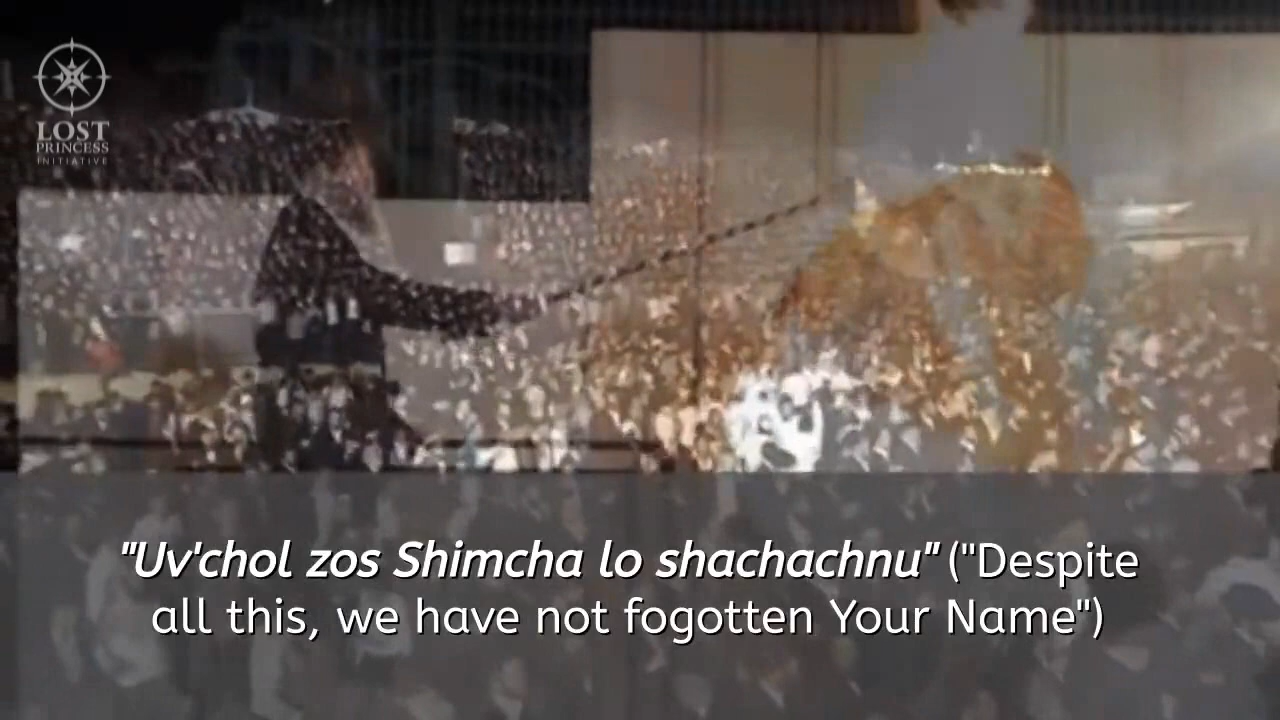 LOST
PRINCESS
INITIATIVE
"Uv'chol zos Shimcha lo shachachnu" ("Despite
all this, we have not fogotten Your Name")